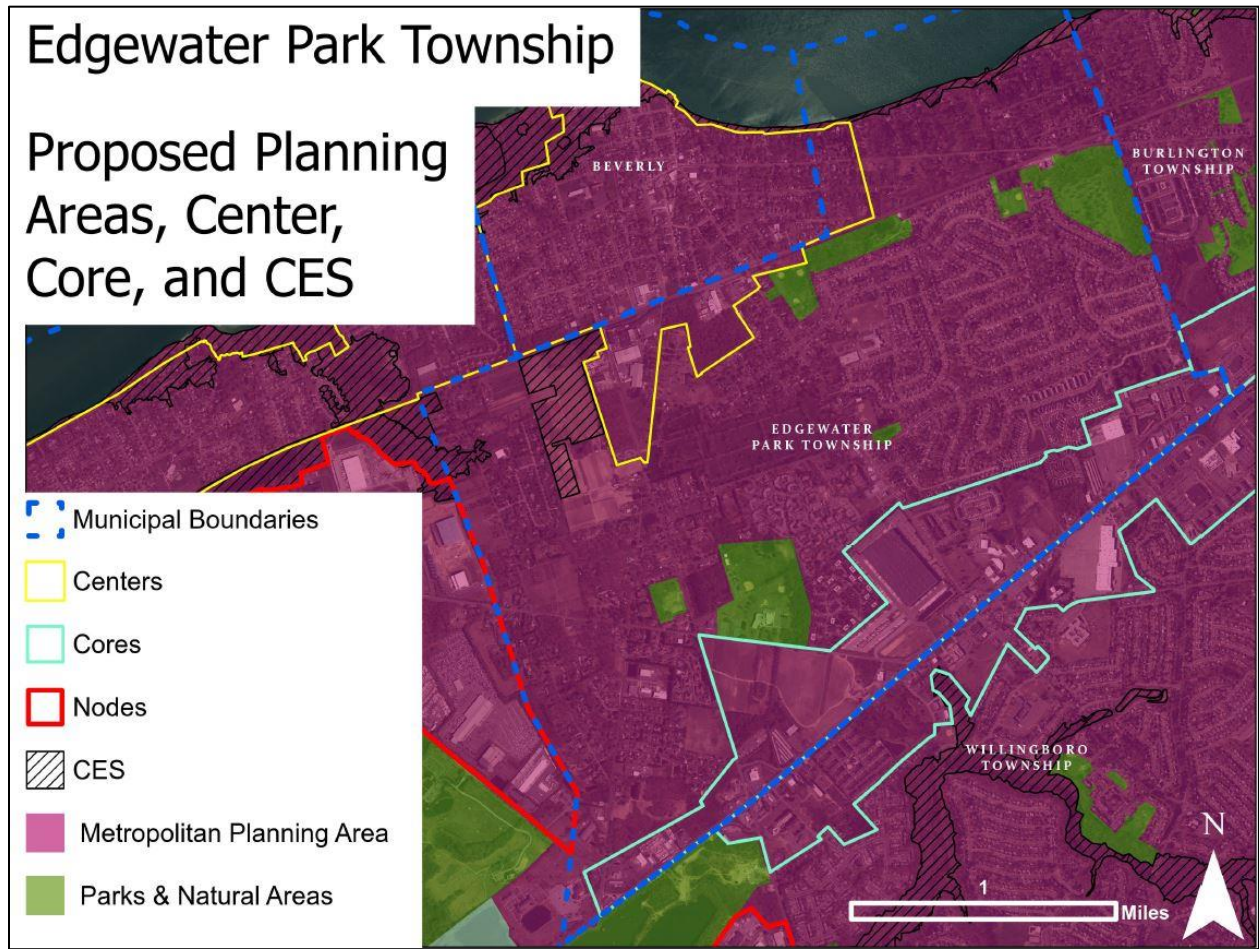 Edgewater Park Township
Proposed Planning
Areas, Center,
Core, and CES
BEVERLY
BURLINGTON
TOWNSHIP
EDGEWATER
PARK TOWNSHIP
WILLINGBORO
TOWNSHIP
Municipal Boundaries
Centers
Cores
Nodes
CES
Metropolitan Planning Area
Parks & Natural Areas
1
Miles
N